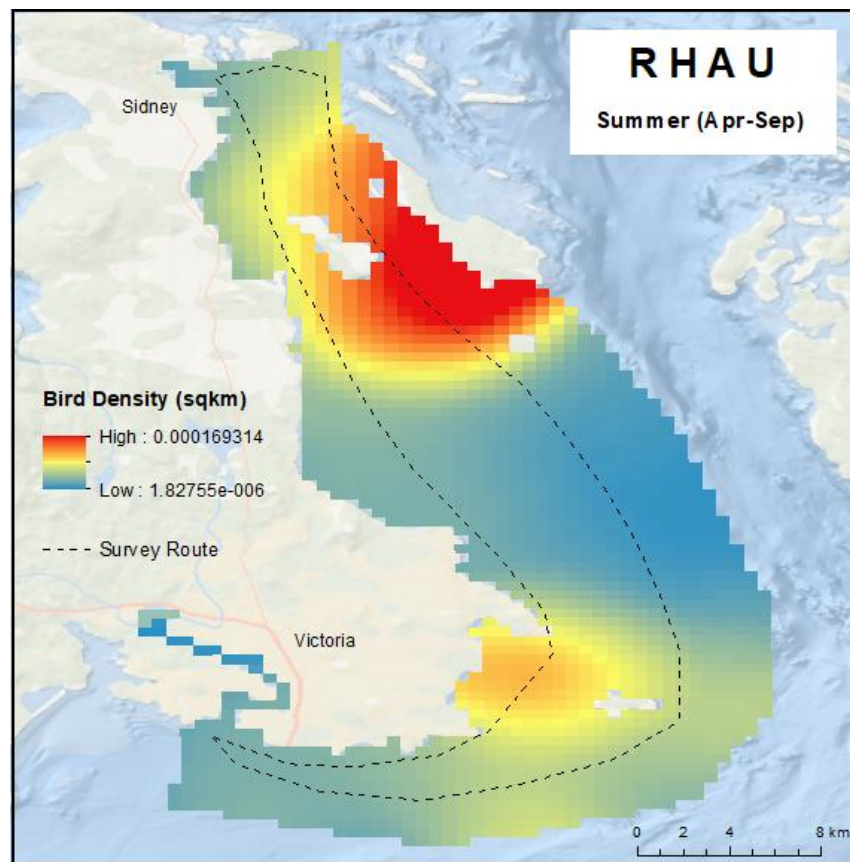 R H A U
Summer (Apr-Sep)
Sidney
Bird Density (sqkm)
High : 0.000169314
Low : 1.82755e-006
Survey Route
Victoria
0 2 4 8 km